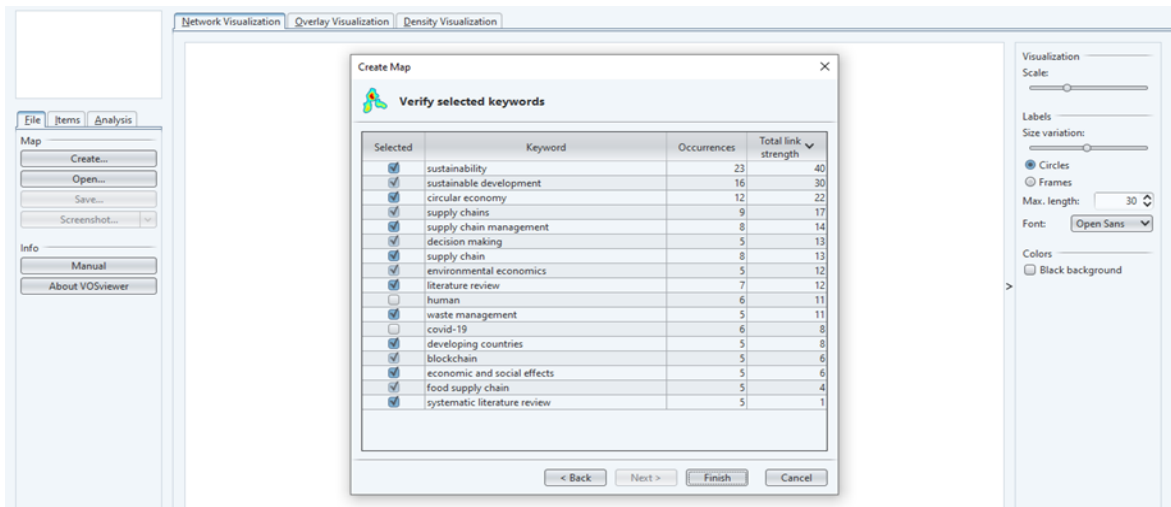 Network Visualization Overlay Visualization Density Visualization
File Items Analysis
Map
Create...
Open...
Save...
Screenshot...
Info
Manual
About VOSviewer
Create Map
Verify selected keywords
Selected Keyword Occurrences Total link strength
sustainability 23 40
sustainable development 16 30
circular economy 12 22
supply chains 9 17
supply chain management 8 14
decision making 5 13
supply chain 8 13
environmental economics 5 12
literature review 7 12
human 6 11
waste management 5 11
covid-19 6 8
developing countries 5 8
blockchain 5 6
economic and social effects 5 6
food supply chain 5 4
systematic literature review 5 1
< Back Next > Finish Cancel
>
Visualization
Scale:
Labels
Size variation:
Circles
Frames
Max. length: 30
Font: Open Sans
Colors
Black background